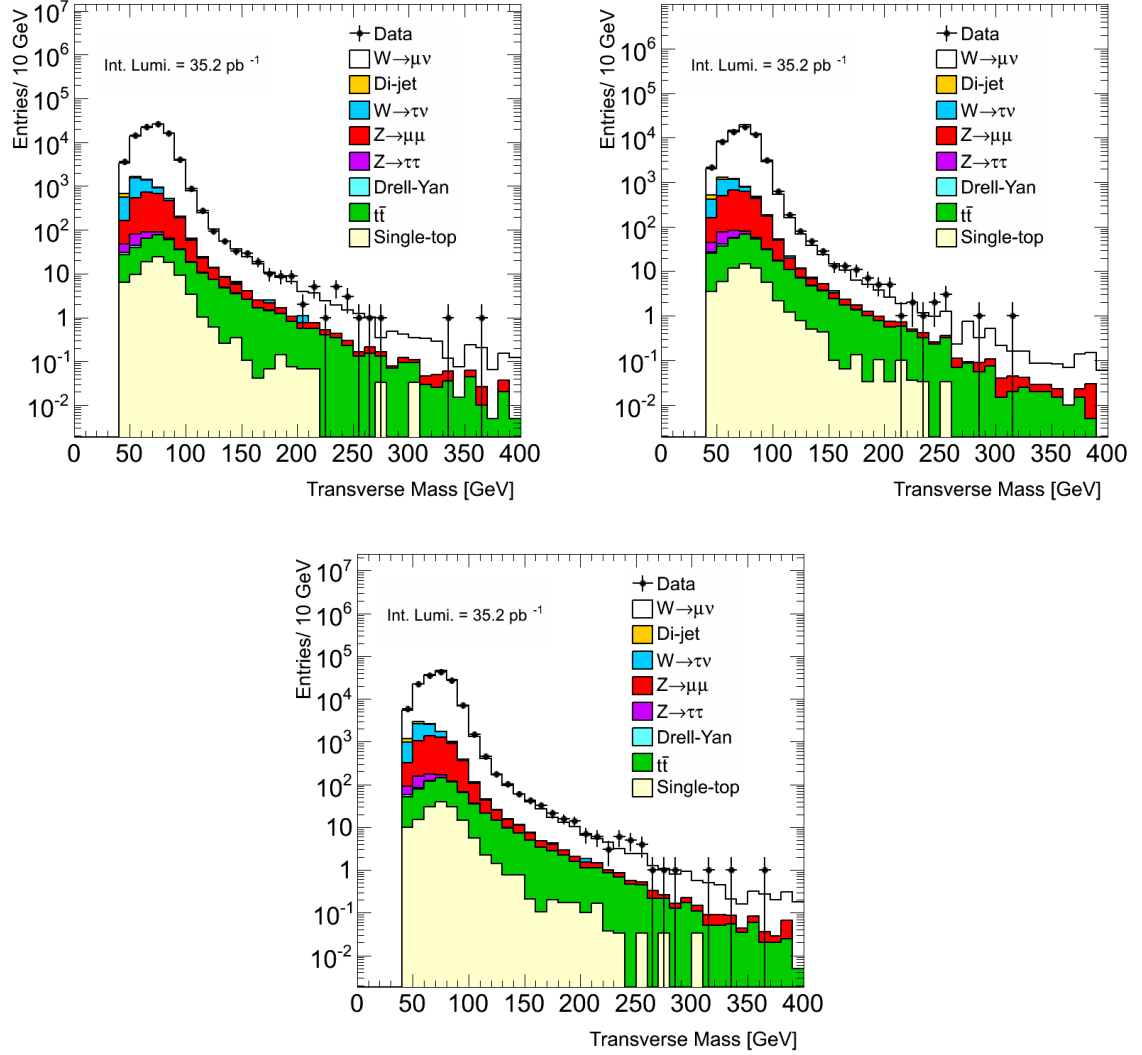 Entries/ 10 GeV
10^7
10^6
10^5
10^4
10^3
10^2
10
1
10^-1
10^-2
Int. Lumi. = 35.2 pb^-1
Data
W→μν
Di-jet
W→τν
Z→μμ
Z→ττ
Drell-Yan
tt̄
Single-top
0 50 100 150 200 250 300 350 400
Transverse Mass [GeV]
Entries/ 10 GeV
10^6
10^5
10^4
10^3
10^2
10
1
10^-1
10^-2
Int. Lumi. = 35.2 pb^-1
Data
W→μν
Di-jet
W→τν
Z→μμ
Z→ττ
Drell-Yan
tt̄
Single-top
0 50 100 150 200 250 300 350 400
Transverse Mass [GeV]
Entries/ 10 GeV
10^7
10^6
10^5
10^4
10^3
10^2
10
1
10^-1
10^-2
Int. Lumi. = 35.2 pb^-1
Data
W→μν
Di-jet
W→τν
Z→μμ
Z→ττ
Drell-Yan
tt̄
Single-top
0 50 100 150 200 250 300 350 400
Transverse Mass [GeV]